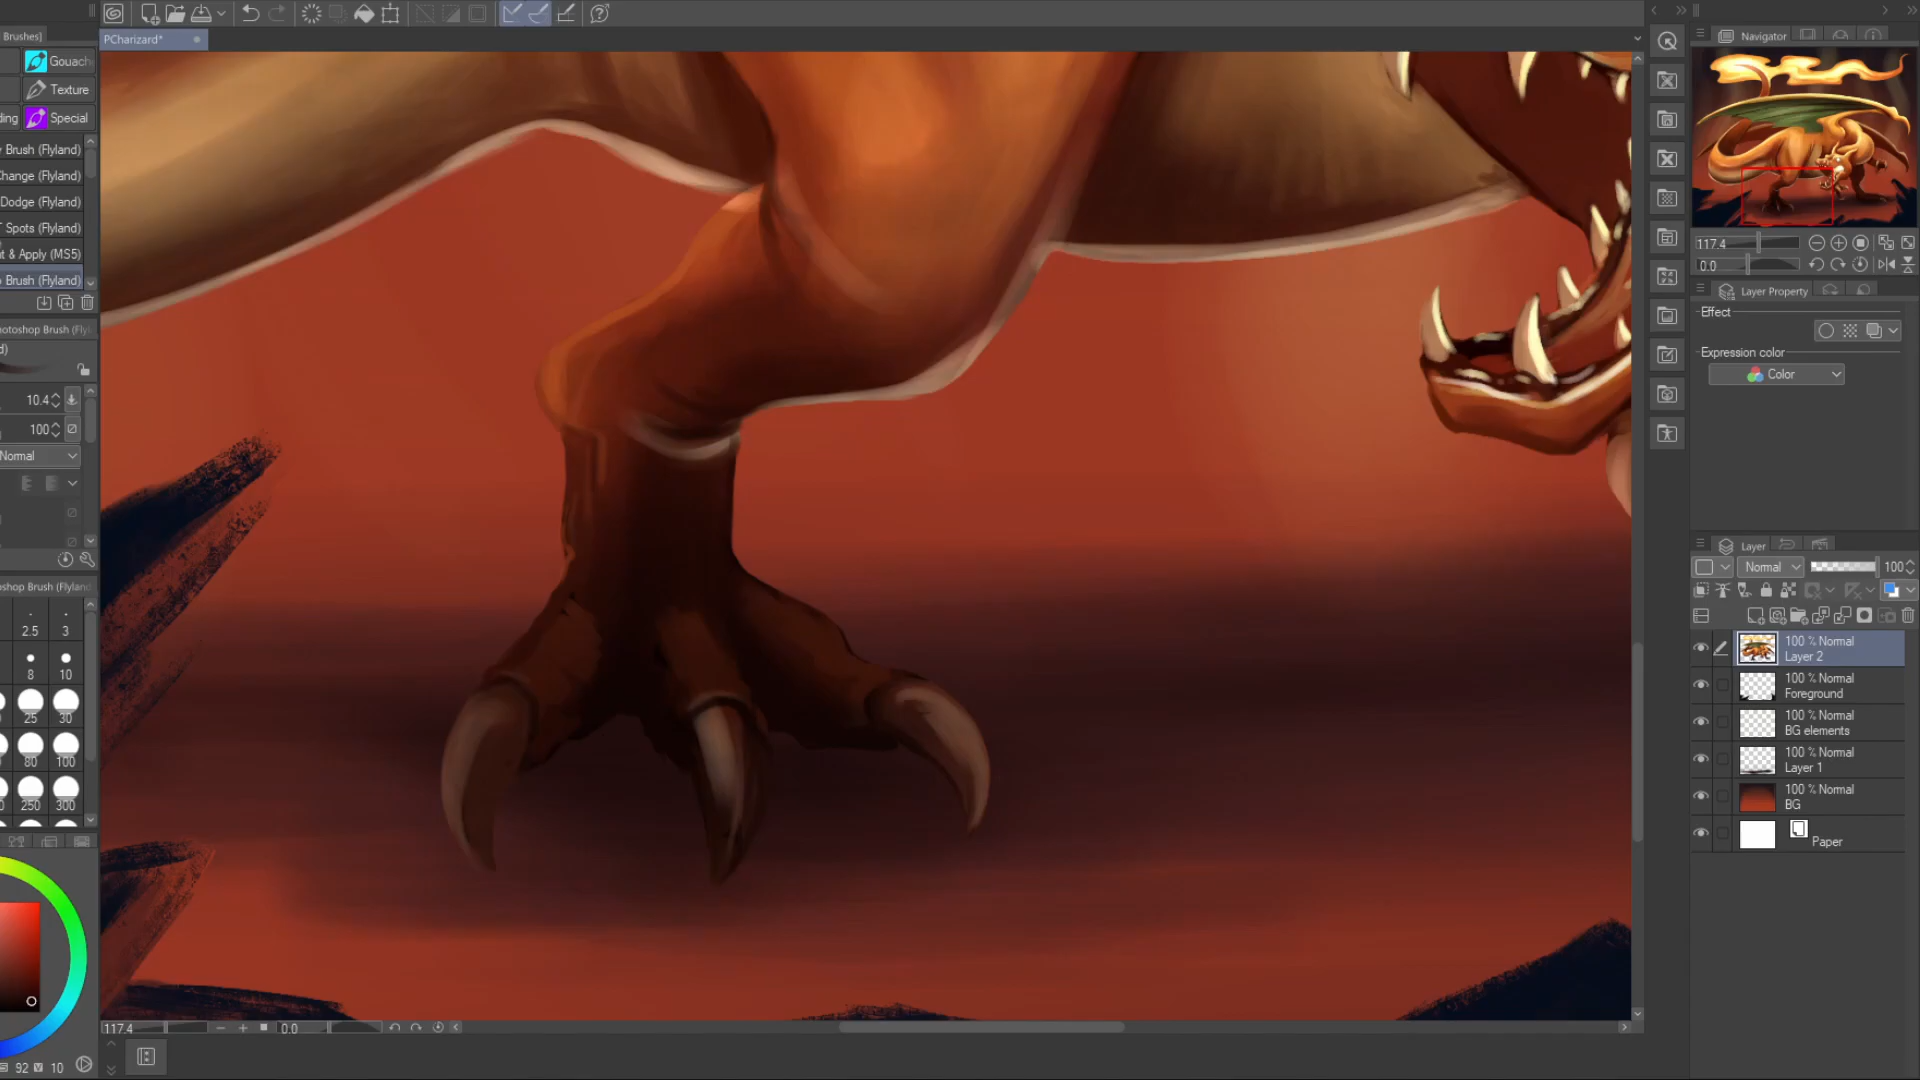 Brushes]
PCharizard*
Navigator
Gouach
Texture
ding
Special
Brush (Flyland)
Change (Flyland)
Dodge (Flyland)
T Spots (Flyland)
t & Apply (MS5)
Brush (Flyland)
117.4
0.0
Layer Property
Effect
Expression color
Color
10.4
100
Normal
Layer
Normal
100
hoshop Brush (Flyland
2.5
3
8
10
25
30
80
100
250
300
100 % Normal
Layer 2
100 % Normal
Foreground
100 % Normal
BG elements
100 % Normal
Layer 1
100 % Normal
BG
Paper
117.4
0.0
92
V
10